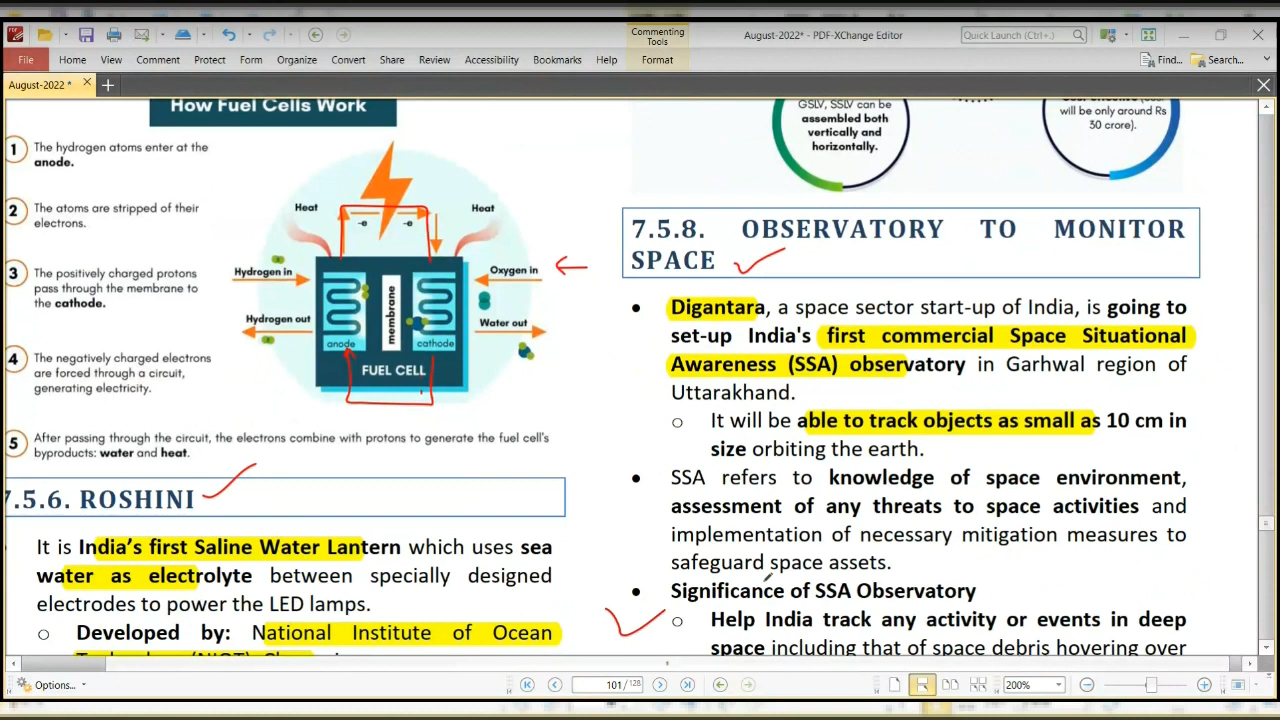 Commenting
Tools
August-2022* - PDF-XChange Editor
Quick Launch (Ctrl+.)
File
Home
View
Comment
Protect
Form
Organize
Convert
Share
Review
Accessibility
Bookmarks
Help
Format
Find...
Search...
August-2022 *
How Fuel Cells Work
1 The hydrogen atoms enter at the
anode.
2 The atoms are stripped of their
electrons.
3 The positively charged protons
pass through the membrane to
the cathode.
4 The negatively charged electrons
are forced through a circuit,
generating electricity.
5 After passing through the circuit, the electrons combine with protons to generate the fuel cell's
byproducts: water and heat.
Heat
Heat
-e
-e
Hydrogen in
Oxygen in
Hydrogen out
Water out
membrane
anode
cathode
FUEL CELL
7.5.6. ROSHINI
It is India's first Saline Water Lantern which uses sea
water as electrolyte between specially designed
electrodes to power the LED lamps.
o Developed by: National Institute of Ocean
GSLV, SSLV can be
assembled both
vertically and
horizontally.
will be only around Rs
30 crore).
7.5.8. OBSERVATORY TO MONITOR
SPACE
• Digantara, a space sector start-up of India, is going to
set-up India's first commercial Space Situational
Awareness (SSA) observatory in Garhwal region of
Uttarakhand.
o It will be able to track objects as small as 10 cm in
size orbiting the earth.
• SSA refers to knowledge of space environment,
assessment of any threats to space activities and
implementation of necessary mitigation measures to
safeguard space assets.
• Significance of SSA Observatory
o Help India track any activity or events in deep
space including that of space debris hovering over
Options...
101 / 128
200%